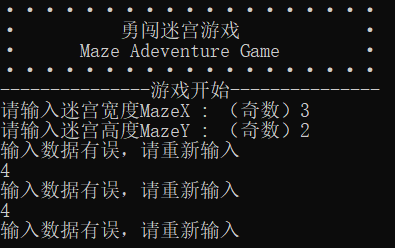 · · · · · · · · · · · · · · · · · · ·
· 勇闯迷宫游戏 ·
· Maze Adeventure Game ·
· · · · · · · · · · · · · · · · · · ·
---------------游戏开始---------------
请输入迷宫宽度MazeX : （奇数）3
请输入迷宫高度MazeY : （奇数）2
输入数据有误，请重新输入
4
输入数据有误，请重新输入
4
输入数据有误，请重新输入